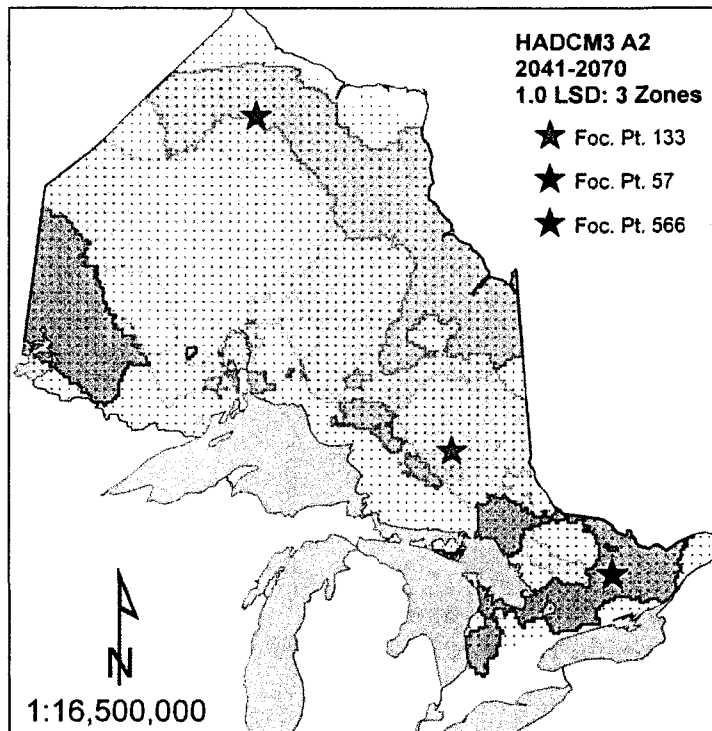 HADCM3 A2
2041-2070
1.0 LSD: 3 Zones
Foc. Pt. 133
Foc. Pt. 57
Foc. Pt. 566
N
1:16,500,000